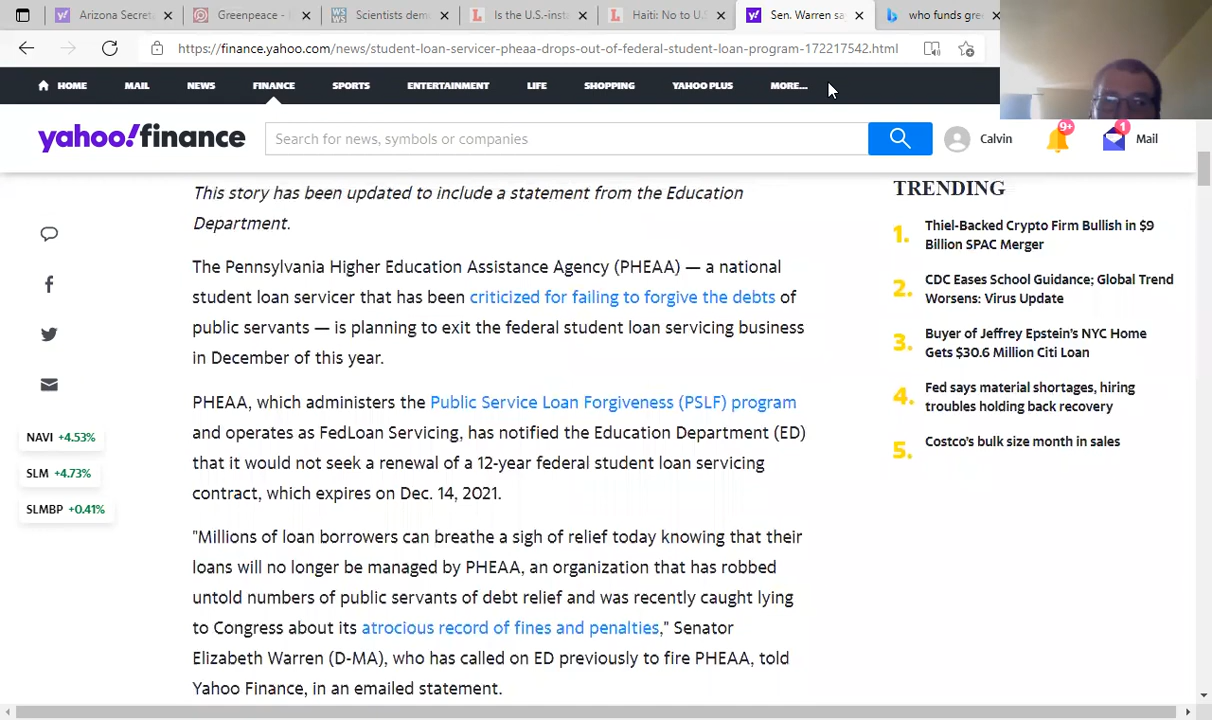 Arizona Secret
Greepeace -
Scientists dem
Is the U.S.-inst
Haiti: No to U.S
Sen. Warren sa
who funds gre
https://finance.yahoo.com/news/student-loan-servicer-pheaa-drops-out-of-federal-student-loan-program-172217542.html
HOME MAIL NEWS FINANCE SPORTS ENTERTAINMENT LIFE SHOPPING YAHOO PLUS MORE...
yahoo!finance
Search for news, symbols or companies
Calvin
9+
1
Mail
This story has been updated to include a statement from the Education
Department.
The Pennsylvania Higher Education Assistance Agency (PHEAA) — a national
student loan servicer that has been criticized for failing to forgive the debts of
public servants — is planning to exit the federal student loan servicing business
in December of this year.
PHEAA, which administers the Public Service Loan Forgiveness (PSLF) program
and operates as FedLoan Servicing, has notified the Education Department (ED)
that it would not seek a renewal of a 12-year federal student loan servicing
contract, which expires on Dec. 14, 2021.
"Millions of loan borrowers can breathe a sigh of relief today knowing that their
loans will no longer be managed by PHEAA, an organization that has robbed
untold numbers of public servants of debt relief and was recently caught lying
to Congress about its atrocious record of fines and penalties," Senator
Elizabeth Warren (D-MA), who has called on ED previously to fire PHEAA, told
Yahoo Finance, in an emailed statement.
NAVI +4.53%
SLM +4.73%
SLMBP +0.41%
TRENDING
1. Thiel-Backed Crypto Firm Bullish in $9
Billion SPAC Merger
2. CDC Eases School Guidance; Global Trend
Worsens: Virus Update
3. Buyer of Jeffrey Epstein's NYC Home
Gets $30.6 Million Citi Loan
4. Fed says material shortages, hiring
troubles holding back recovery
5. Costco's bulk size month in sales